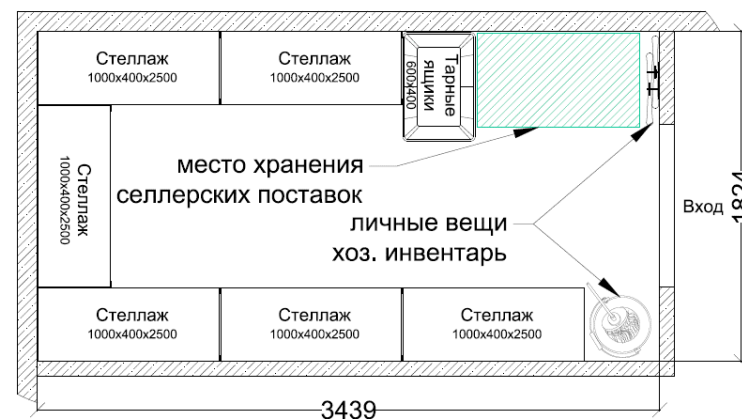 Стеллаж
1000x400x2500
Стеллаж
1000x400x2500
Тарные
ящики
600x400
Стеллаж
1000x400x2500
место хранения
селлерских поставок
личные вещи
хоз. инвентарь
Вход
1824
Стеллаж
1000x400x2500
Стеллаж
1000x400x2500
Стеллаж
1000x400x2500
3439